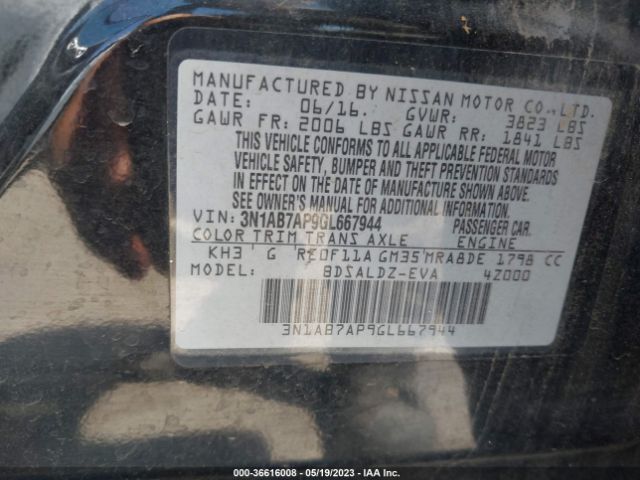 MANUFACTURED BY NISSAN MOTOR CO., LTD.
DATE: 06/16. GVWR: 3823 LBS
GAWR FR: 2006 LBS GAWR RR: 1841 LBS
THIS VEHICLE CONFORMS TO ALL APPLICABLE FEDERAL MOTOR
VEHICLE SAFETY, BUMPER AND THEFT PREVENTION STANDARDS
IN EFFECT ON THE DATE OF MANUFACTURE SHOWN ABOVE.
SEE OWNER'S MANUAL FOR ADDITIONAL INFORMATION.
VIN: 3N1AB7AP9GL667944 PASSENGER CAR.
COLOR TRIM TRANS AXLE ENGINE
KH3 G RE0F11A GM35 MRA8DE 1798 CC
MODEL: BDSALDZ-EVA 4Z000
3N1AB7AP9GL667944
000-36616008 - 05/19/2023 - IAA Inc.